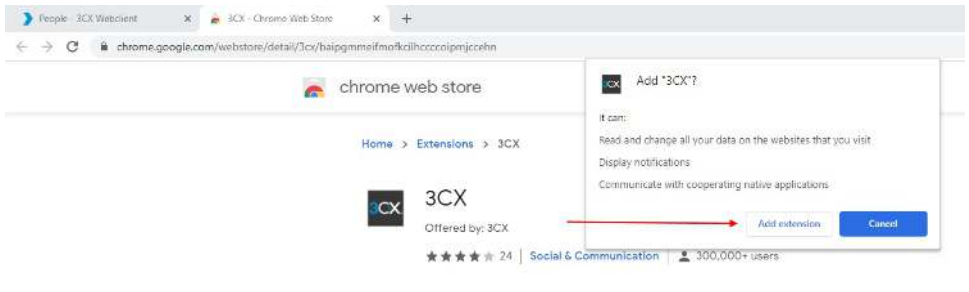 People - 3CX Webclient
3CX - Chrome Web Store
chrome.google.com/webstore/detail/3cx/baipgmmeifmofkcilhccccoipmjccehn
chrome web store
Add "3CX"?
It can:
Read and change all your data on the websites that you visit
Display notifications
Communicate with cooperating native applications
Add extension
Cancel
Home > Extensions > 3CX
3CX
3CX
Offered by: 3CX
24
Social & Communication
300,000+ users